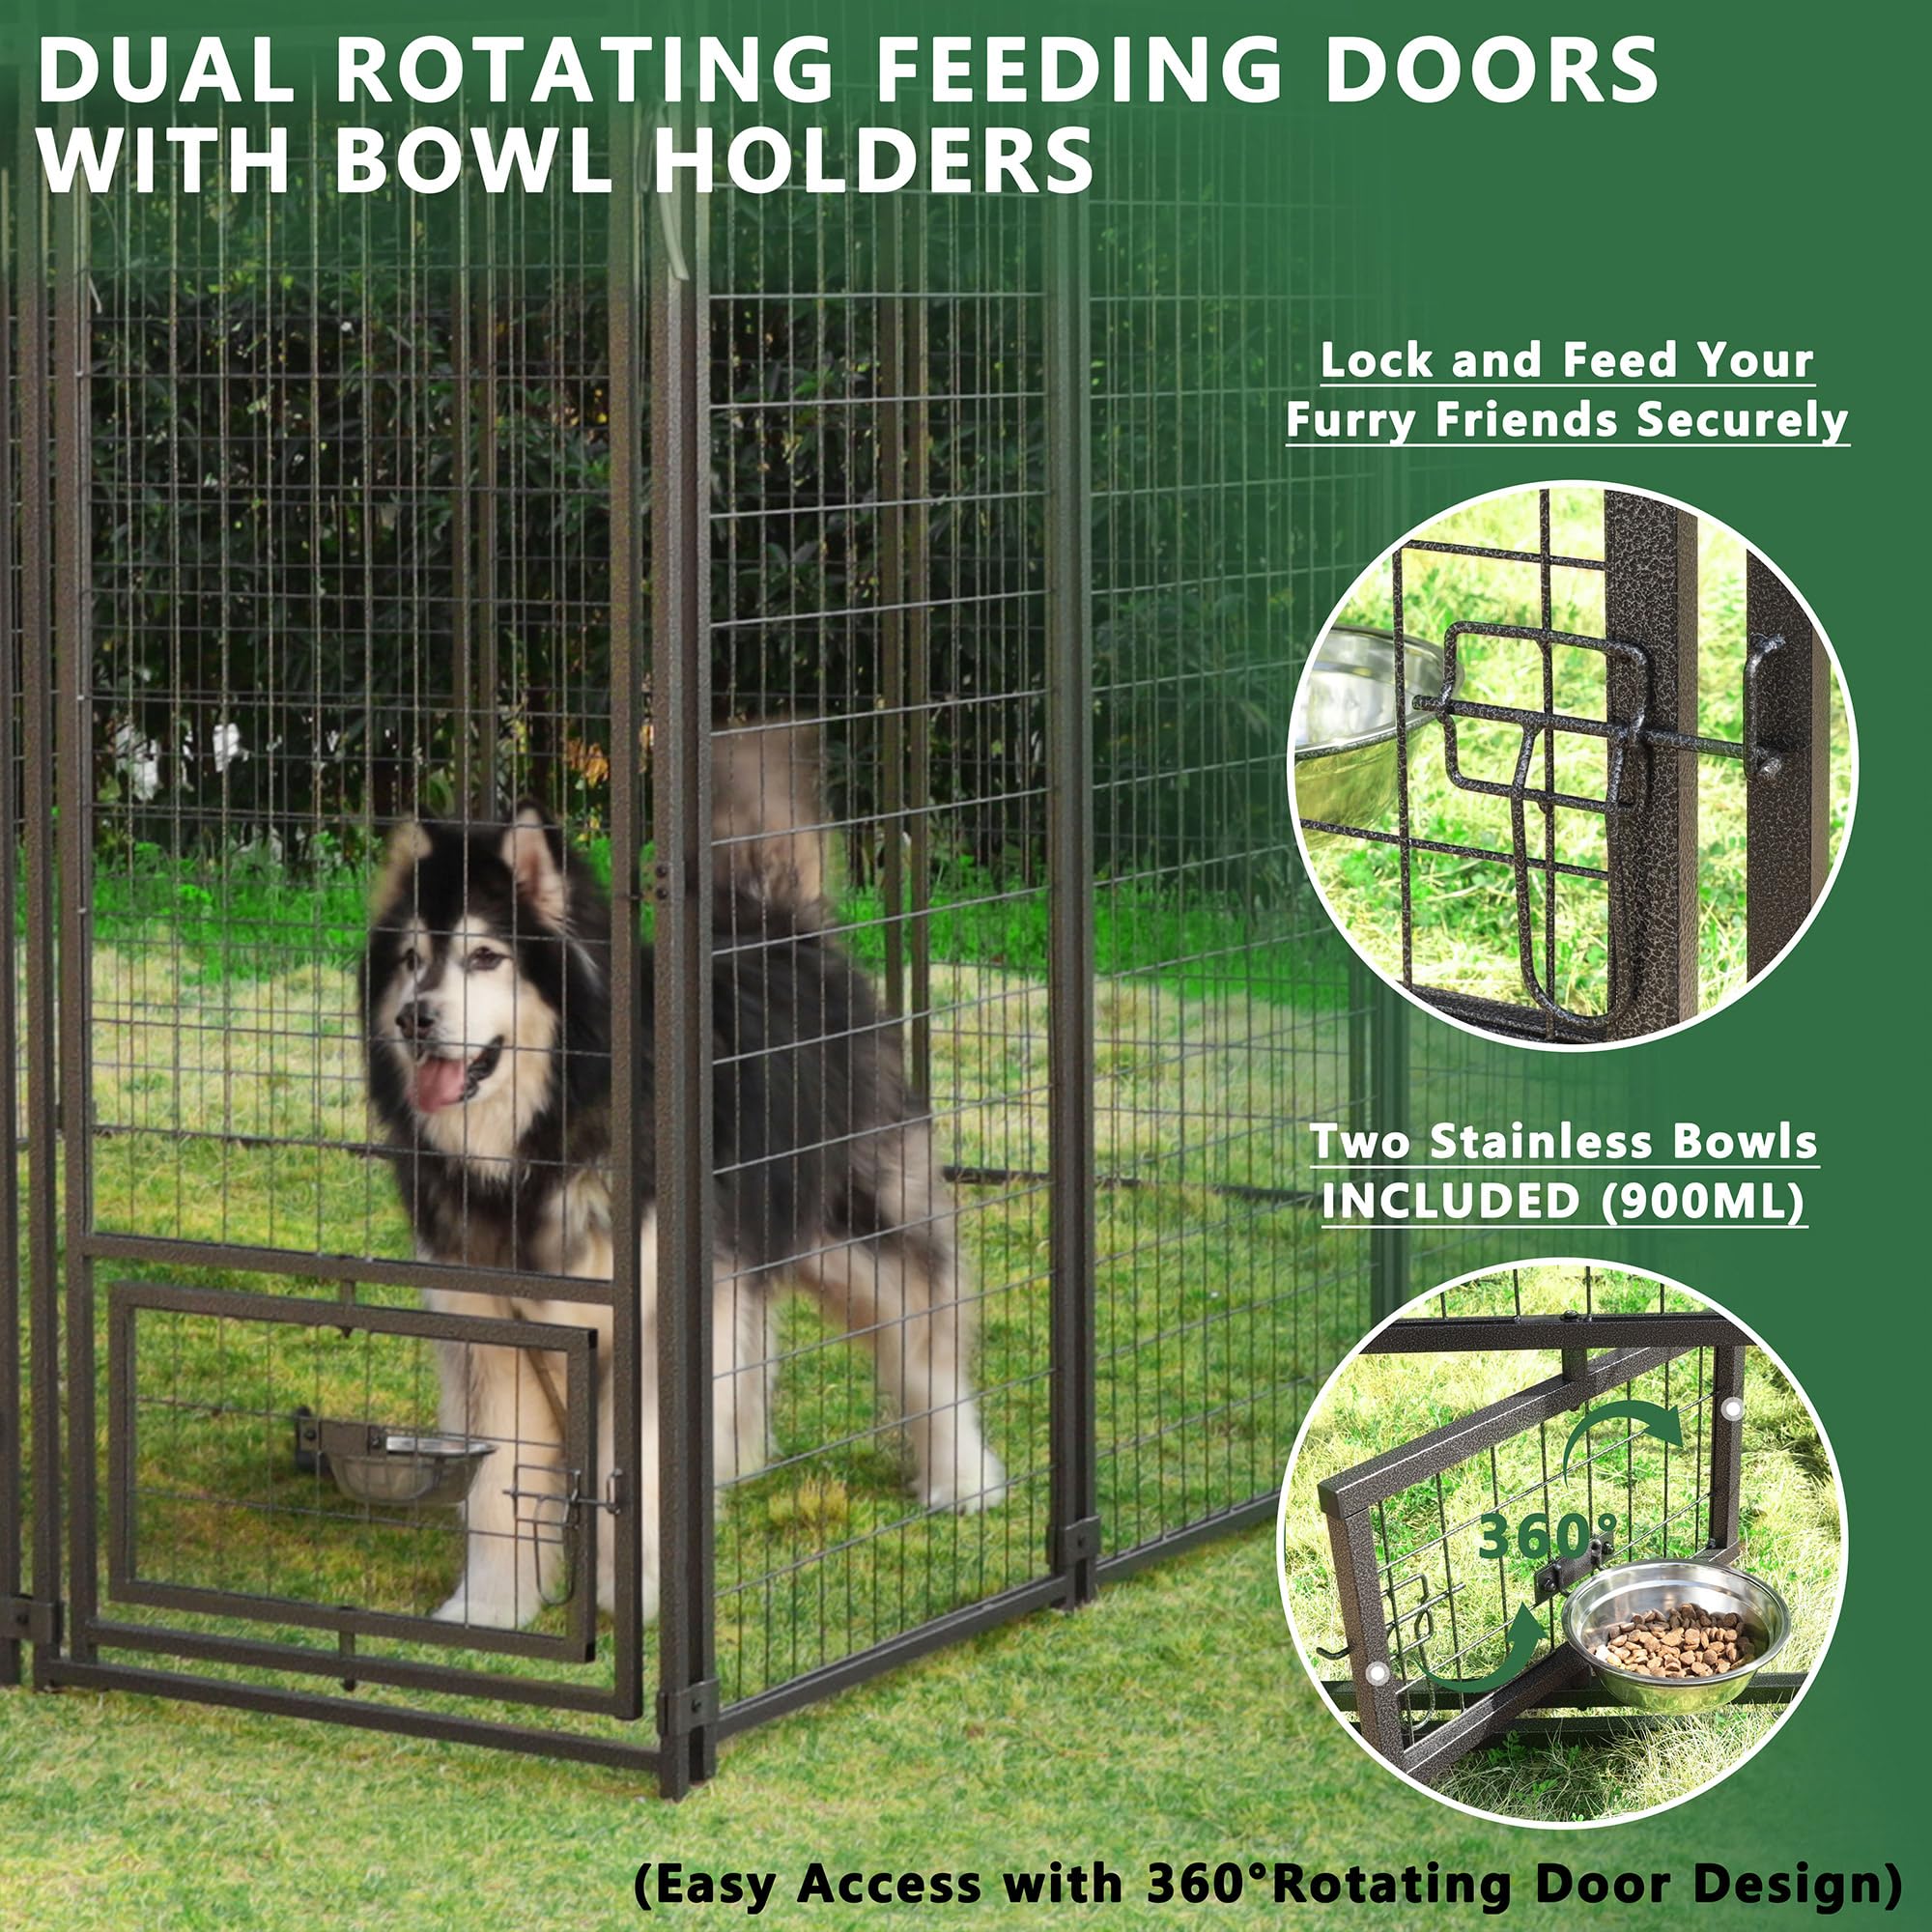 DUAL ROTATING FEEDING DOORS
WITH BOWL HOLDERS
Lock and Feed Your
Furry Friends Securely
Two Stainless Bowls
INCLUDED (900ML)
360°
(Easy Access with 360°Rotating Door Design)